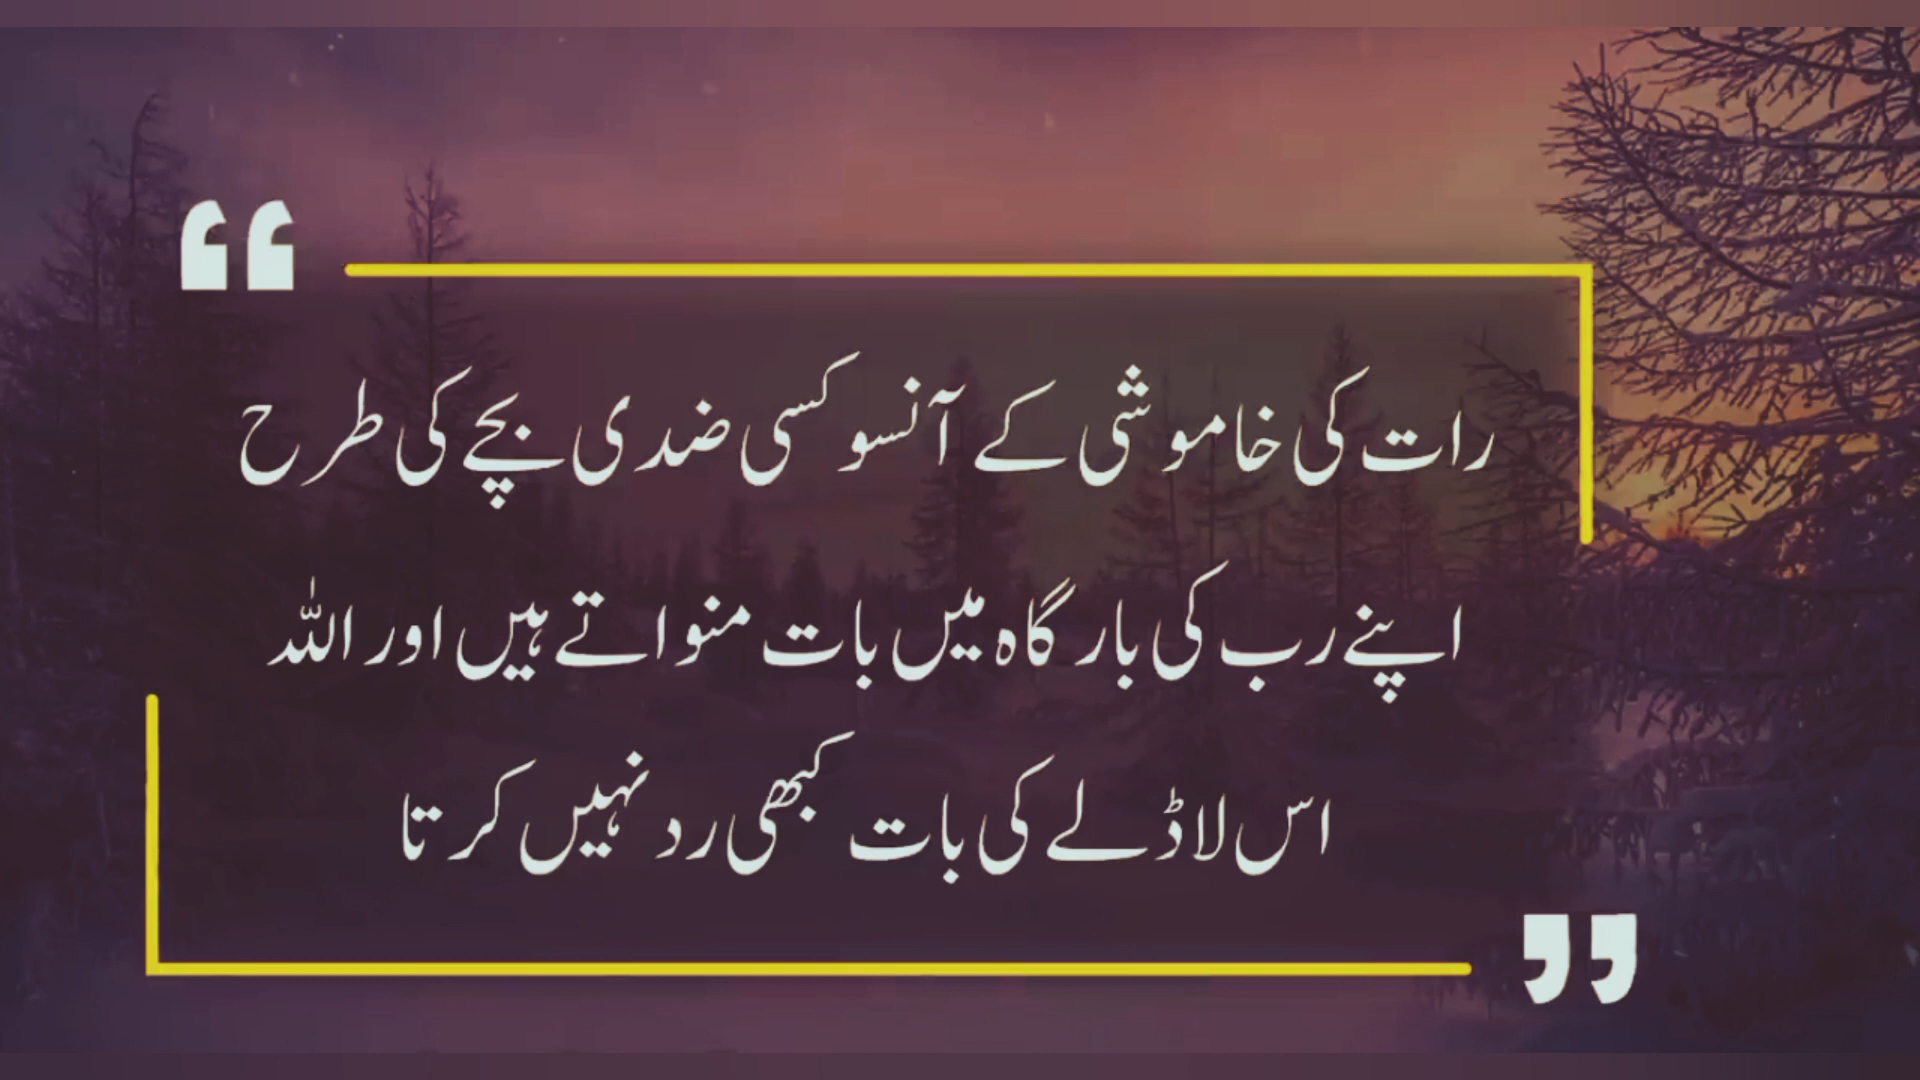 رات کی خاموشی کے آنسو کسی ضدی بچے کی طرح
اپنے رب کی بارگاہ میں بات منواتے ہیں اور اللہ
اس لاڈلے کی بات کبھی رد نہیں کرتا